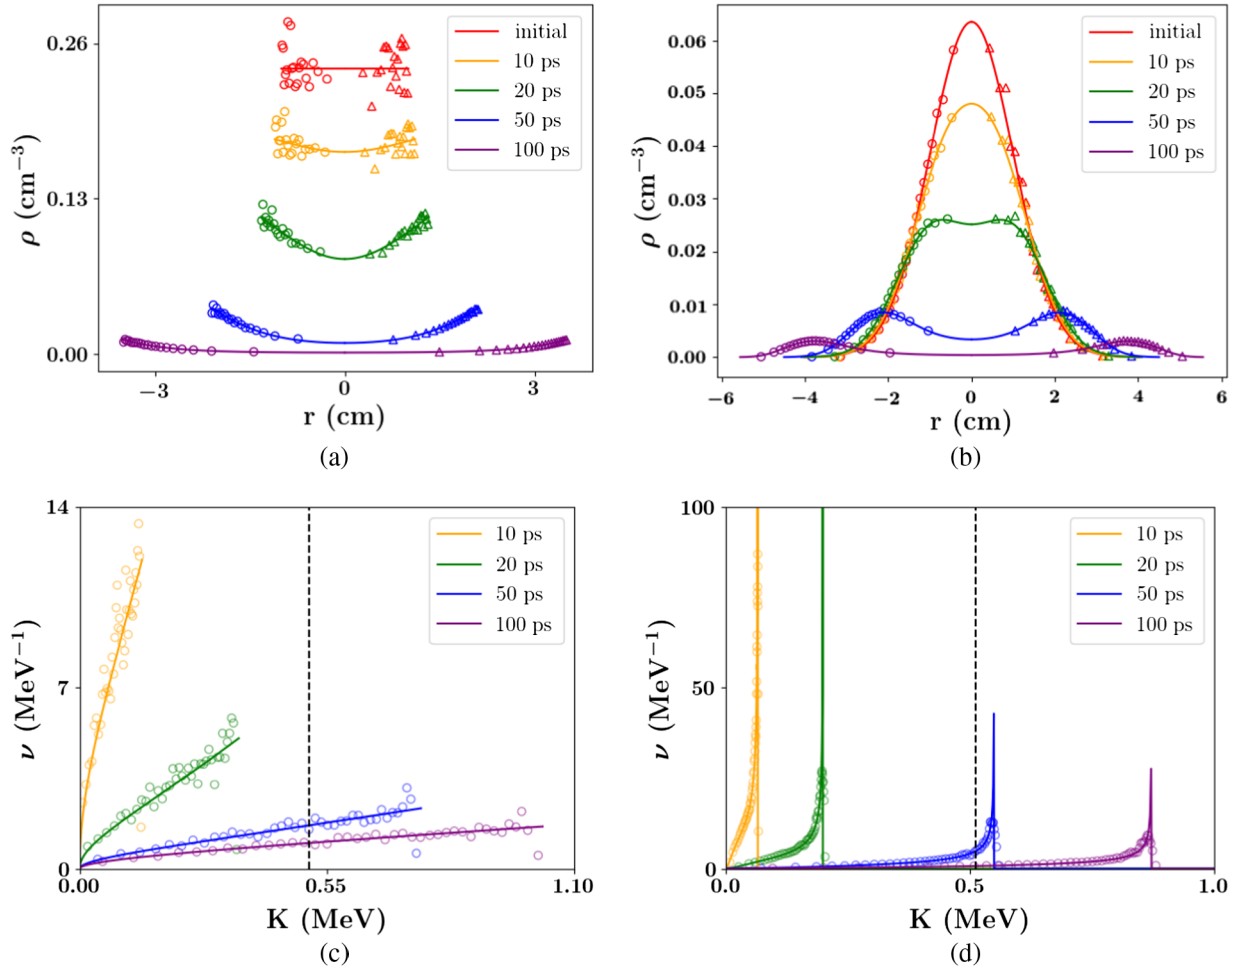 0.26
0.13
0.00
ρ (cm⁻³)
initial
10 ps
20 ps
50 ps
100 ps
−3
0
3
r (cm)
(a)
0.06
0.05
0.04
0.03
0.02
0.01
0.00
ρ (cm⁻³)
initial
10 ps
20 ps
50 ps
100 ps
−6
−4
−2
0
2
4
6
r (cm)
(b)
14
7
0
ν (MeV⁻¹)
10 ps
20 ps
50 ps
100 ps
0.00
0.55
1.10
K (MeV)
(c)
100
50
0
ν (MeV⁻¹)
10 ps
20 ps
50 ps
100 ps
0.0
0.5
1.0
K (MeV)
(d)